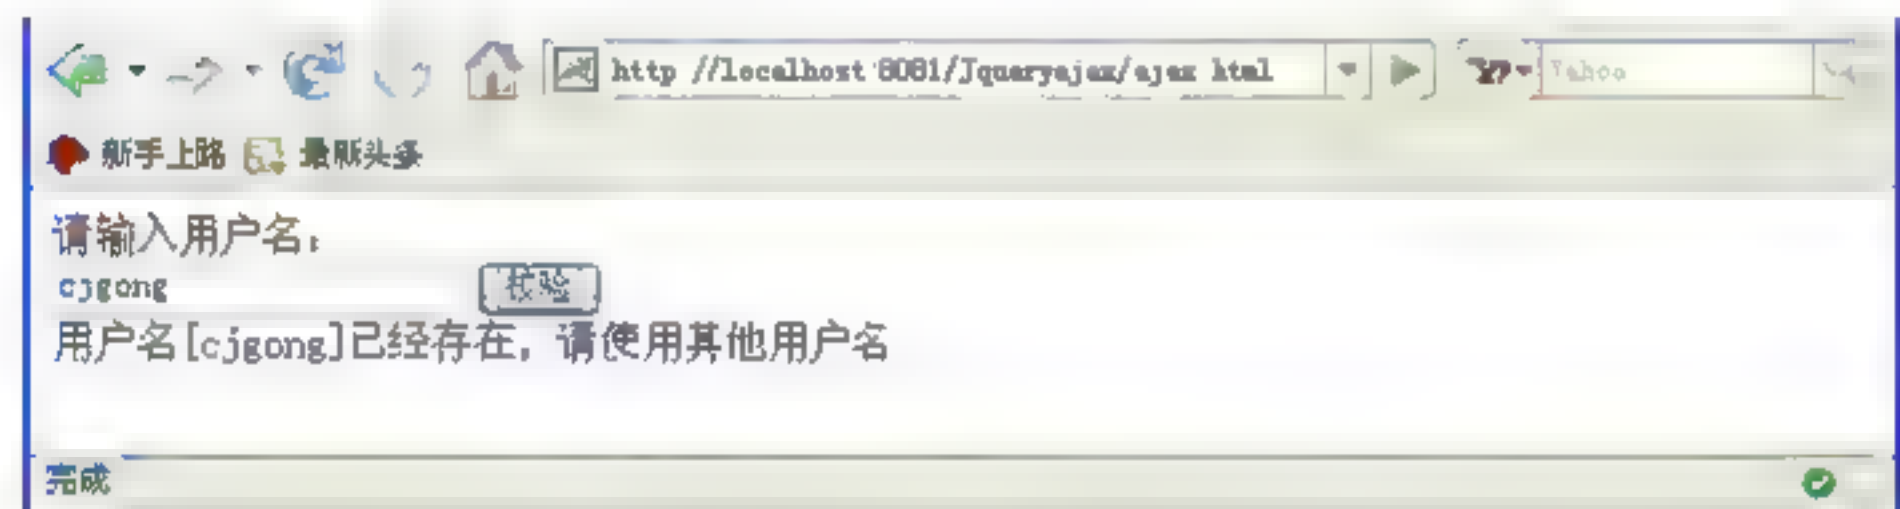 http://localhost:8081/Jqueryajax/ajax.html
Yahoo
新手上路 最新头条
请输入用户名：
cjgong 校验
用户名[cjgong]已经存在，请使用其他用户名
完成